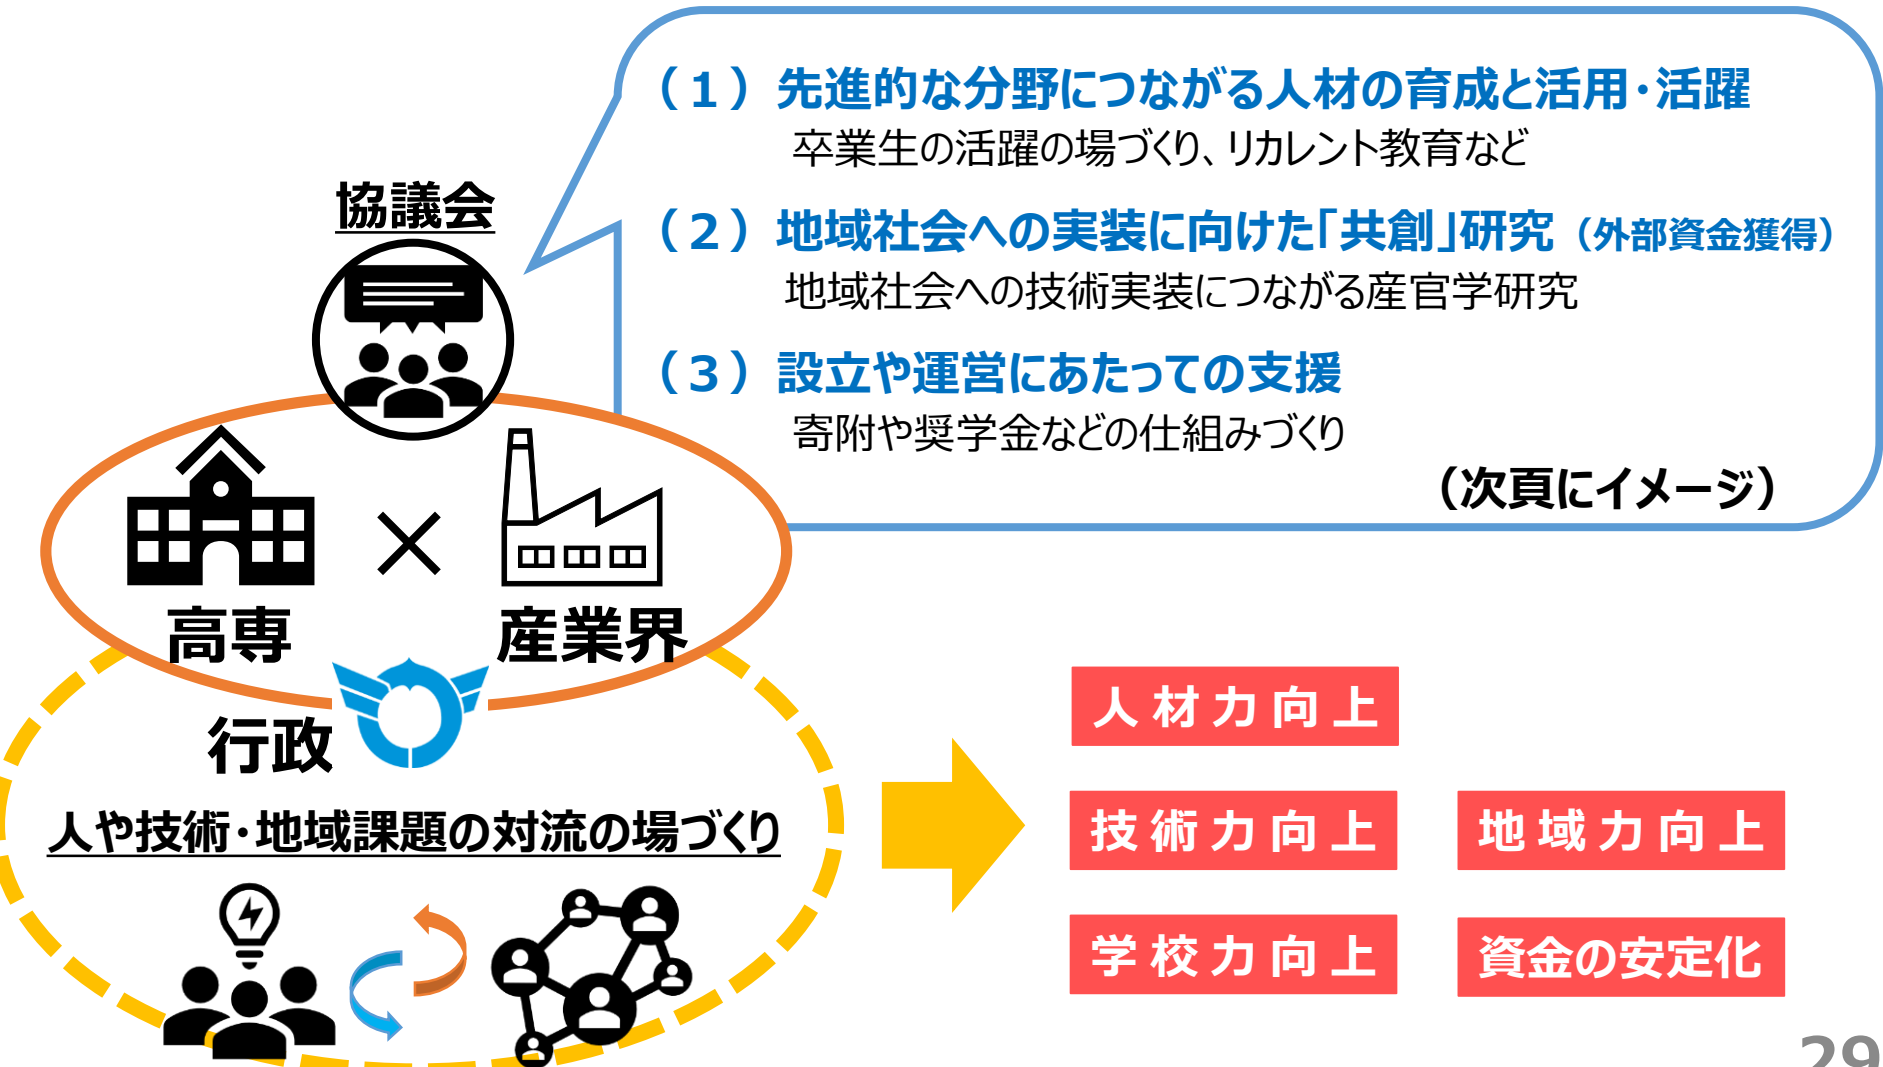 （１）先進的な分野につながる人材の育成と活用・活躍
卒業生の活躍の場づくり、リカレント教育など
（２）地域社会への実装に向けた「共創」研究（外部資金獲得）
地域社会への技術実装につながる産官学研究
（３）設立や運営にあたっての支援
寄附や奨学金などの仕組みづくり
（次頁にイメージ）
協議会
高専
×
産業界
行政
人や技術・地域課題の対流の場づくり
人材力向上
技術力向上
地域力向上
学校力向上
資金の安定化
29